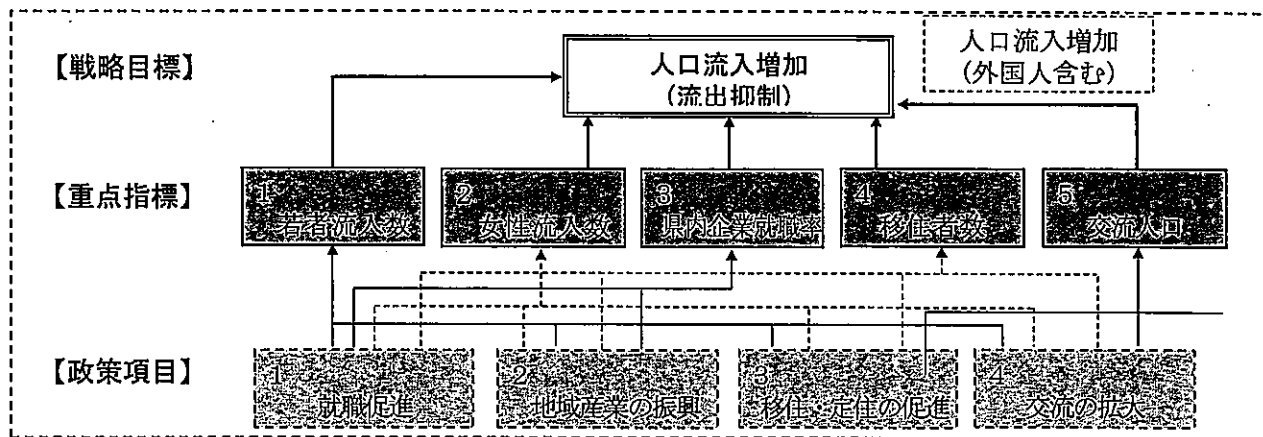 【戦略目標】
人口流入増加
(流出抑制)
人口流入増加
(外国人含む)
【重点指標】
1
若者流入数
2
女性流入数
3
県内企業就職率
4
移住者数
5
交流人口
【政策項目】
1
就職促進
2
地域産業の振興
3
移住・定住の促進
4
交流の拡大